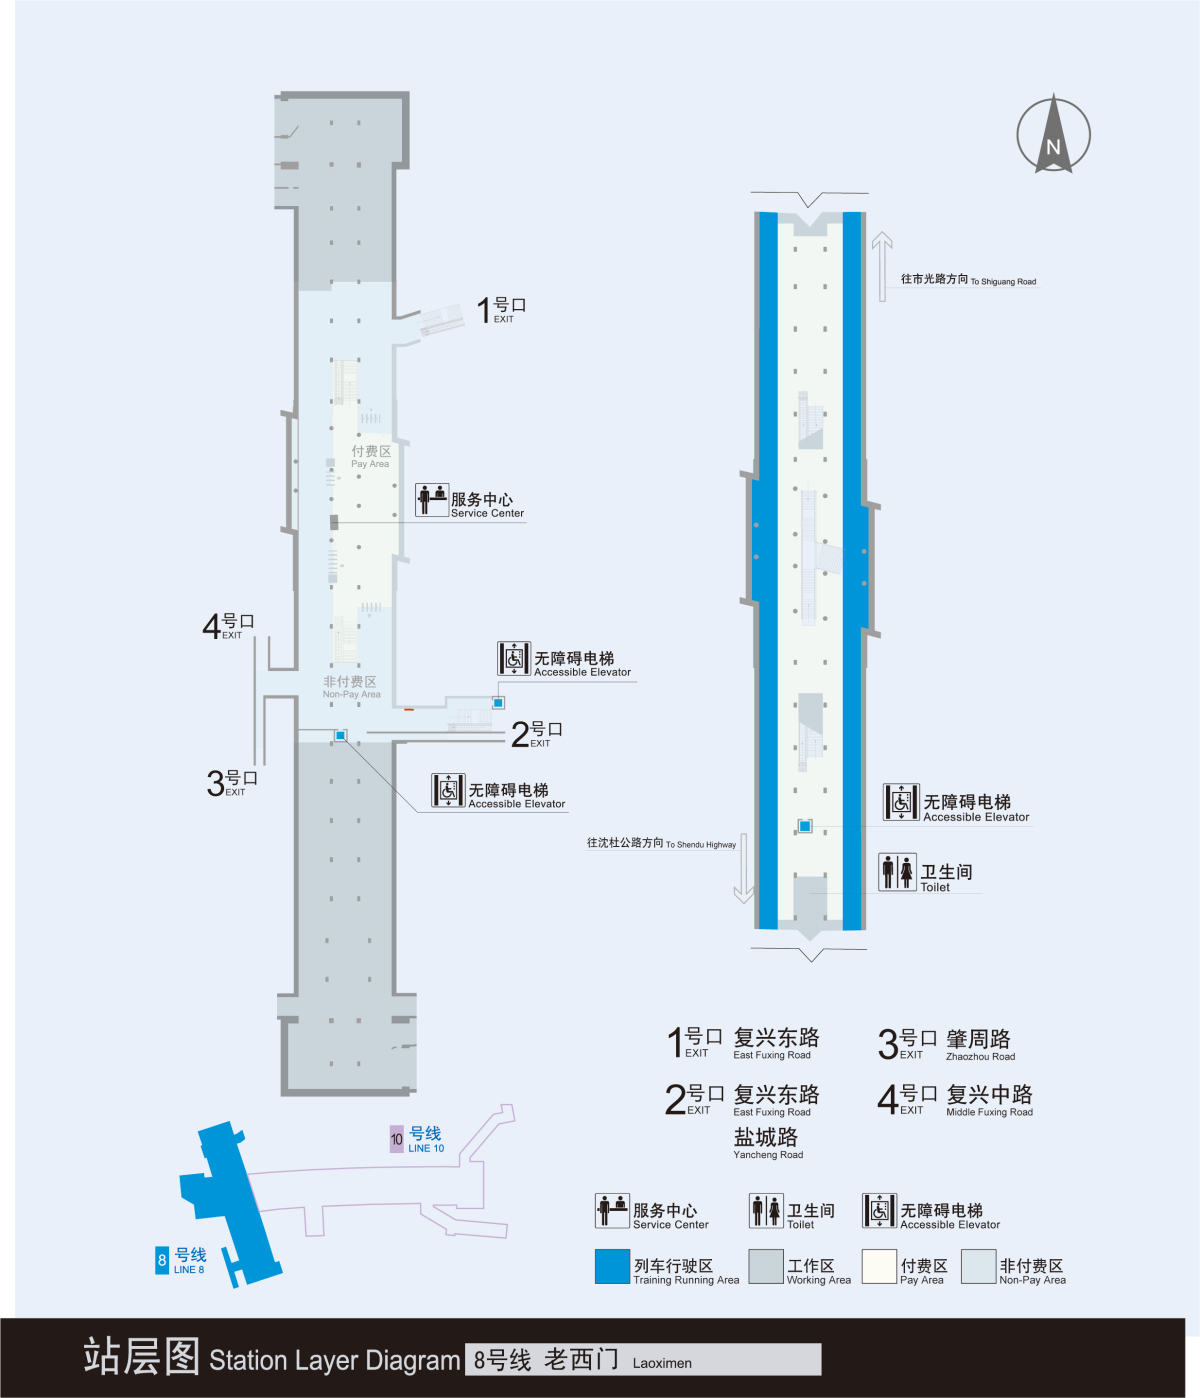 N
1号口
EXIT
往市光路方向 To Shiguang Road
付费区
Pay Area
服务中心
Service Center
4号口
EXIT
无障碍电梯
Accessible Elevator
非付费区
Non-Pay Area
2号口
EXIT
3号口
EXIT
无障碍电梯
Accessible Elevator
无障碍电梯
Accessible Elevator
往沈杜公路方向 To Shendu Highway
卫生间
Toilet
1号口 复兴东路
EXIT East Fuxing Road
3号口 肇周路
EXIT Zhaozhou Road
2号口 复兴东路
EXIT East Fuxing Road
盐城路
Yancheng Road
4号口 复兴中路
EXIT Middle Fuxing Road
10 号线
LINE 10
8 号线
LINE 8
服务中心
Service Center
卫生间
Toilet
无障碍电梯
Accessible Elevator
列车行驶区
Training Running Area
工作区
Working Area
付费区
Pay Area
非付费区
Non-Pay Area
站层图 Station Layer Diagram 8号线 老西门 Laoximen